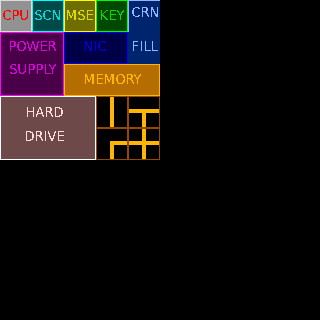 CPU SCN MSE KEY CRN
POWER NIC FILL
SUPPLY
MEMORY
HARD
DRIVE